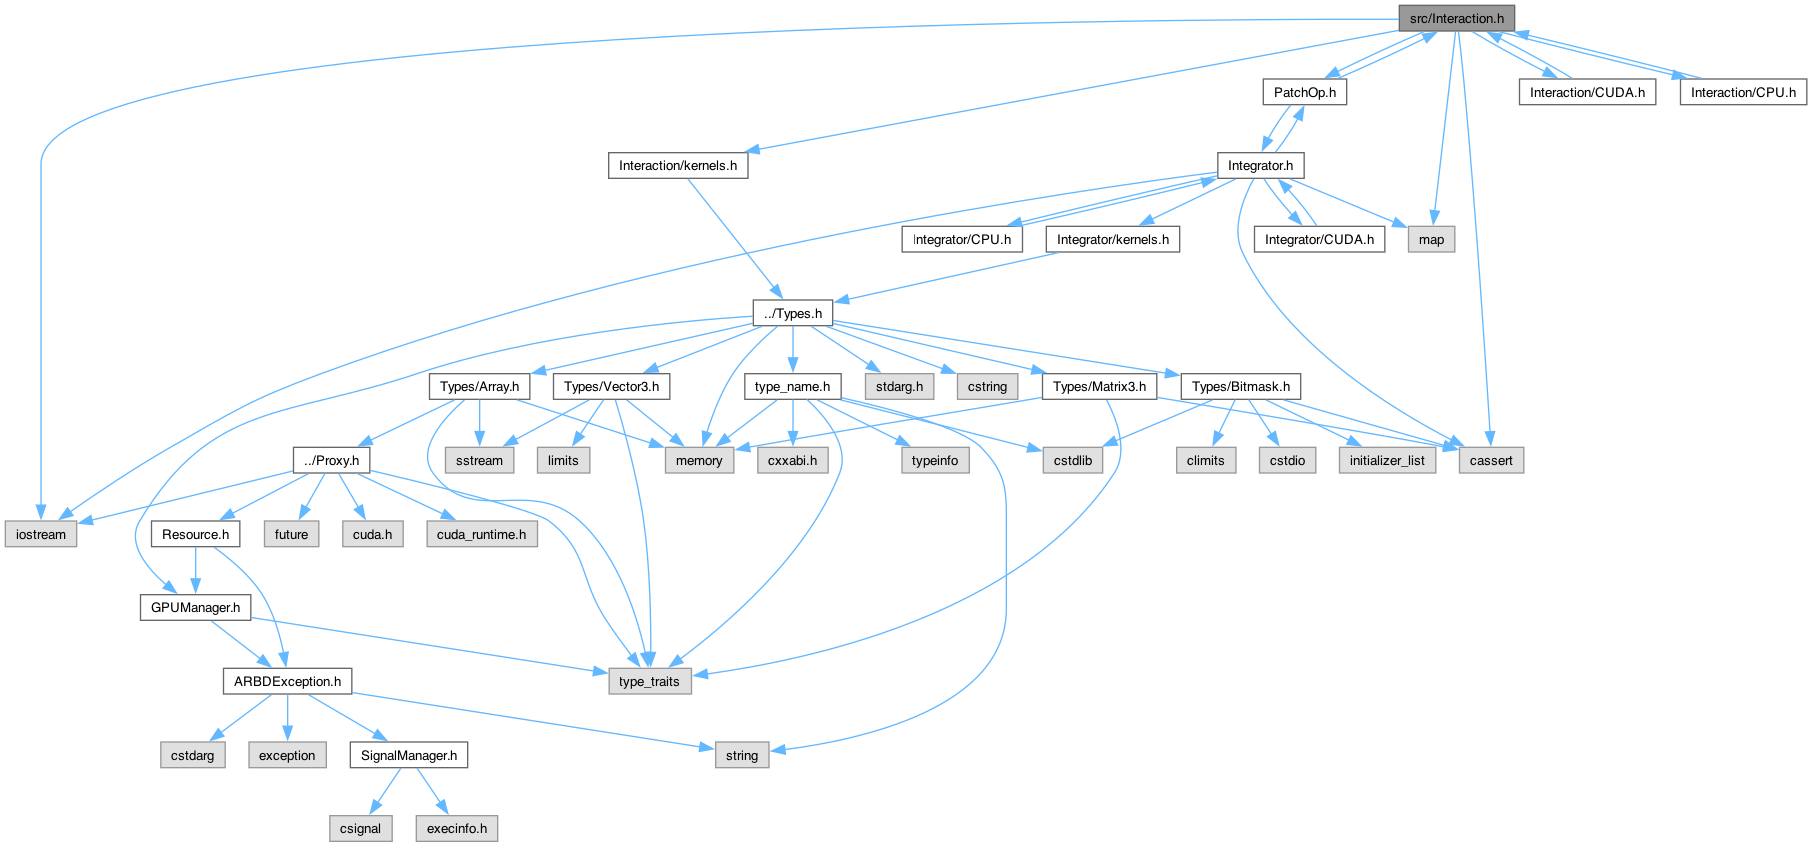 src/Interaction.h
PatchOp.h
Interaction/CUDA.h
Interaction/CPU.h
Interaction/kernels.h
Integrator.h
Integrator/CPU.h
Integrator/kernels.h
Integrator/CUDA.h
map
../Types.h
Types/Array.h
Types/Vector3.h
type_name.h
stdarg.h
cstring
Types/Matrix3.h
Types/Bitmask.h
../Proxy.h
sstream
limits
memory
cxxabi.h
typeinfo
cstdlib
climits
cstdio
initializer_list
cassert
iostream
Resource.h
future
cuda.h
cuda_runtime.h
GPUManager.h
ARBDException.h
type_traits
cstdarg
exception
SignalManager.h
string
csignal
execinfo.h